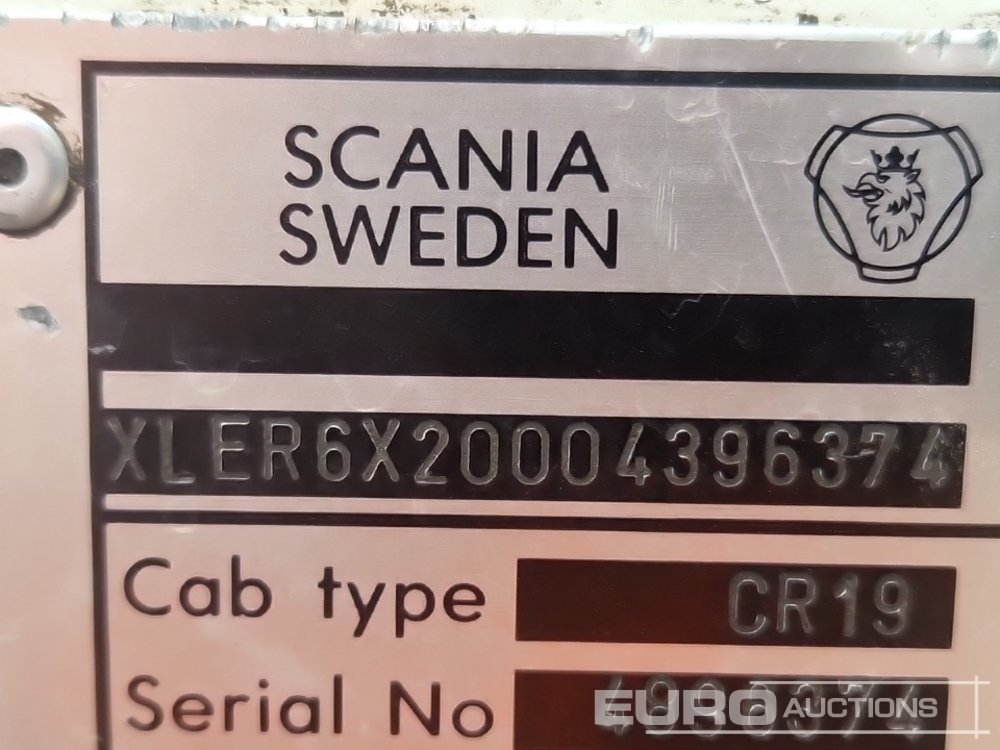 SCANIA
SWEDEN
XLER6X20004396374
Cab type CR19
Serial No
EURO AUCTIONS